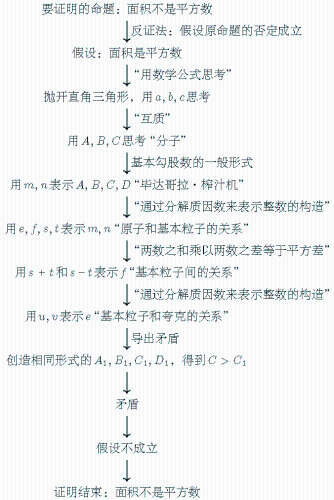 要证明的命题：面积不是平方数
反证法：假设原命题的否定成立
假设：面积是平方数
“用数学公式思考”
抛开直角三角形，用 a, b, c 思考
“互质”
用 A, B, C 思考“分子”
基本勾股数的一般形式
用 m, n 表示 A, B, C, D “毕达哥拉・榨汁机”
“通过分解质因数来表示整数的构造”
用 e, f, s, t 表示 m, n “原子和基本粒子的关系”
“两数之和乘以两数之差等于平方差”
用 s + t 和 s − t 表示 f “基本粒子间的关系”
“通过分解质因数来表示整数的构造”
用 u, v 表示 e “基本粒子和夸克的关系”
导出矛盾
创造相同形式的 A₁, B₁, C₁, D₁，得到 C > C₁
矛盾
假设不成立
证明结束：面积不是平方数